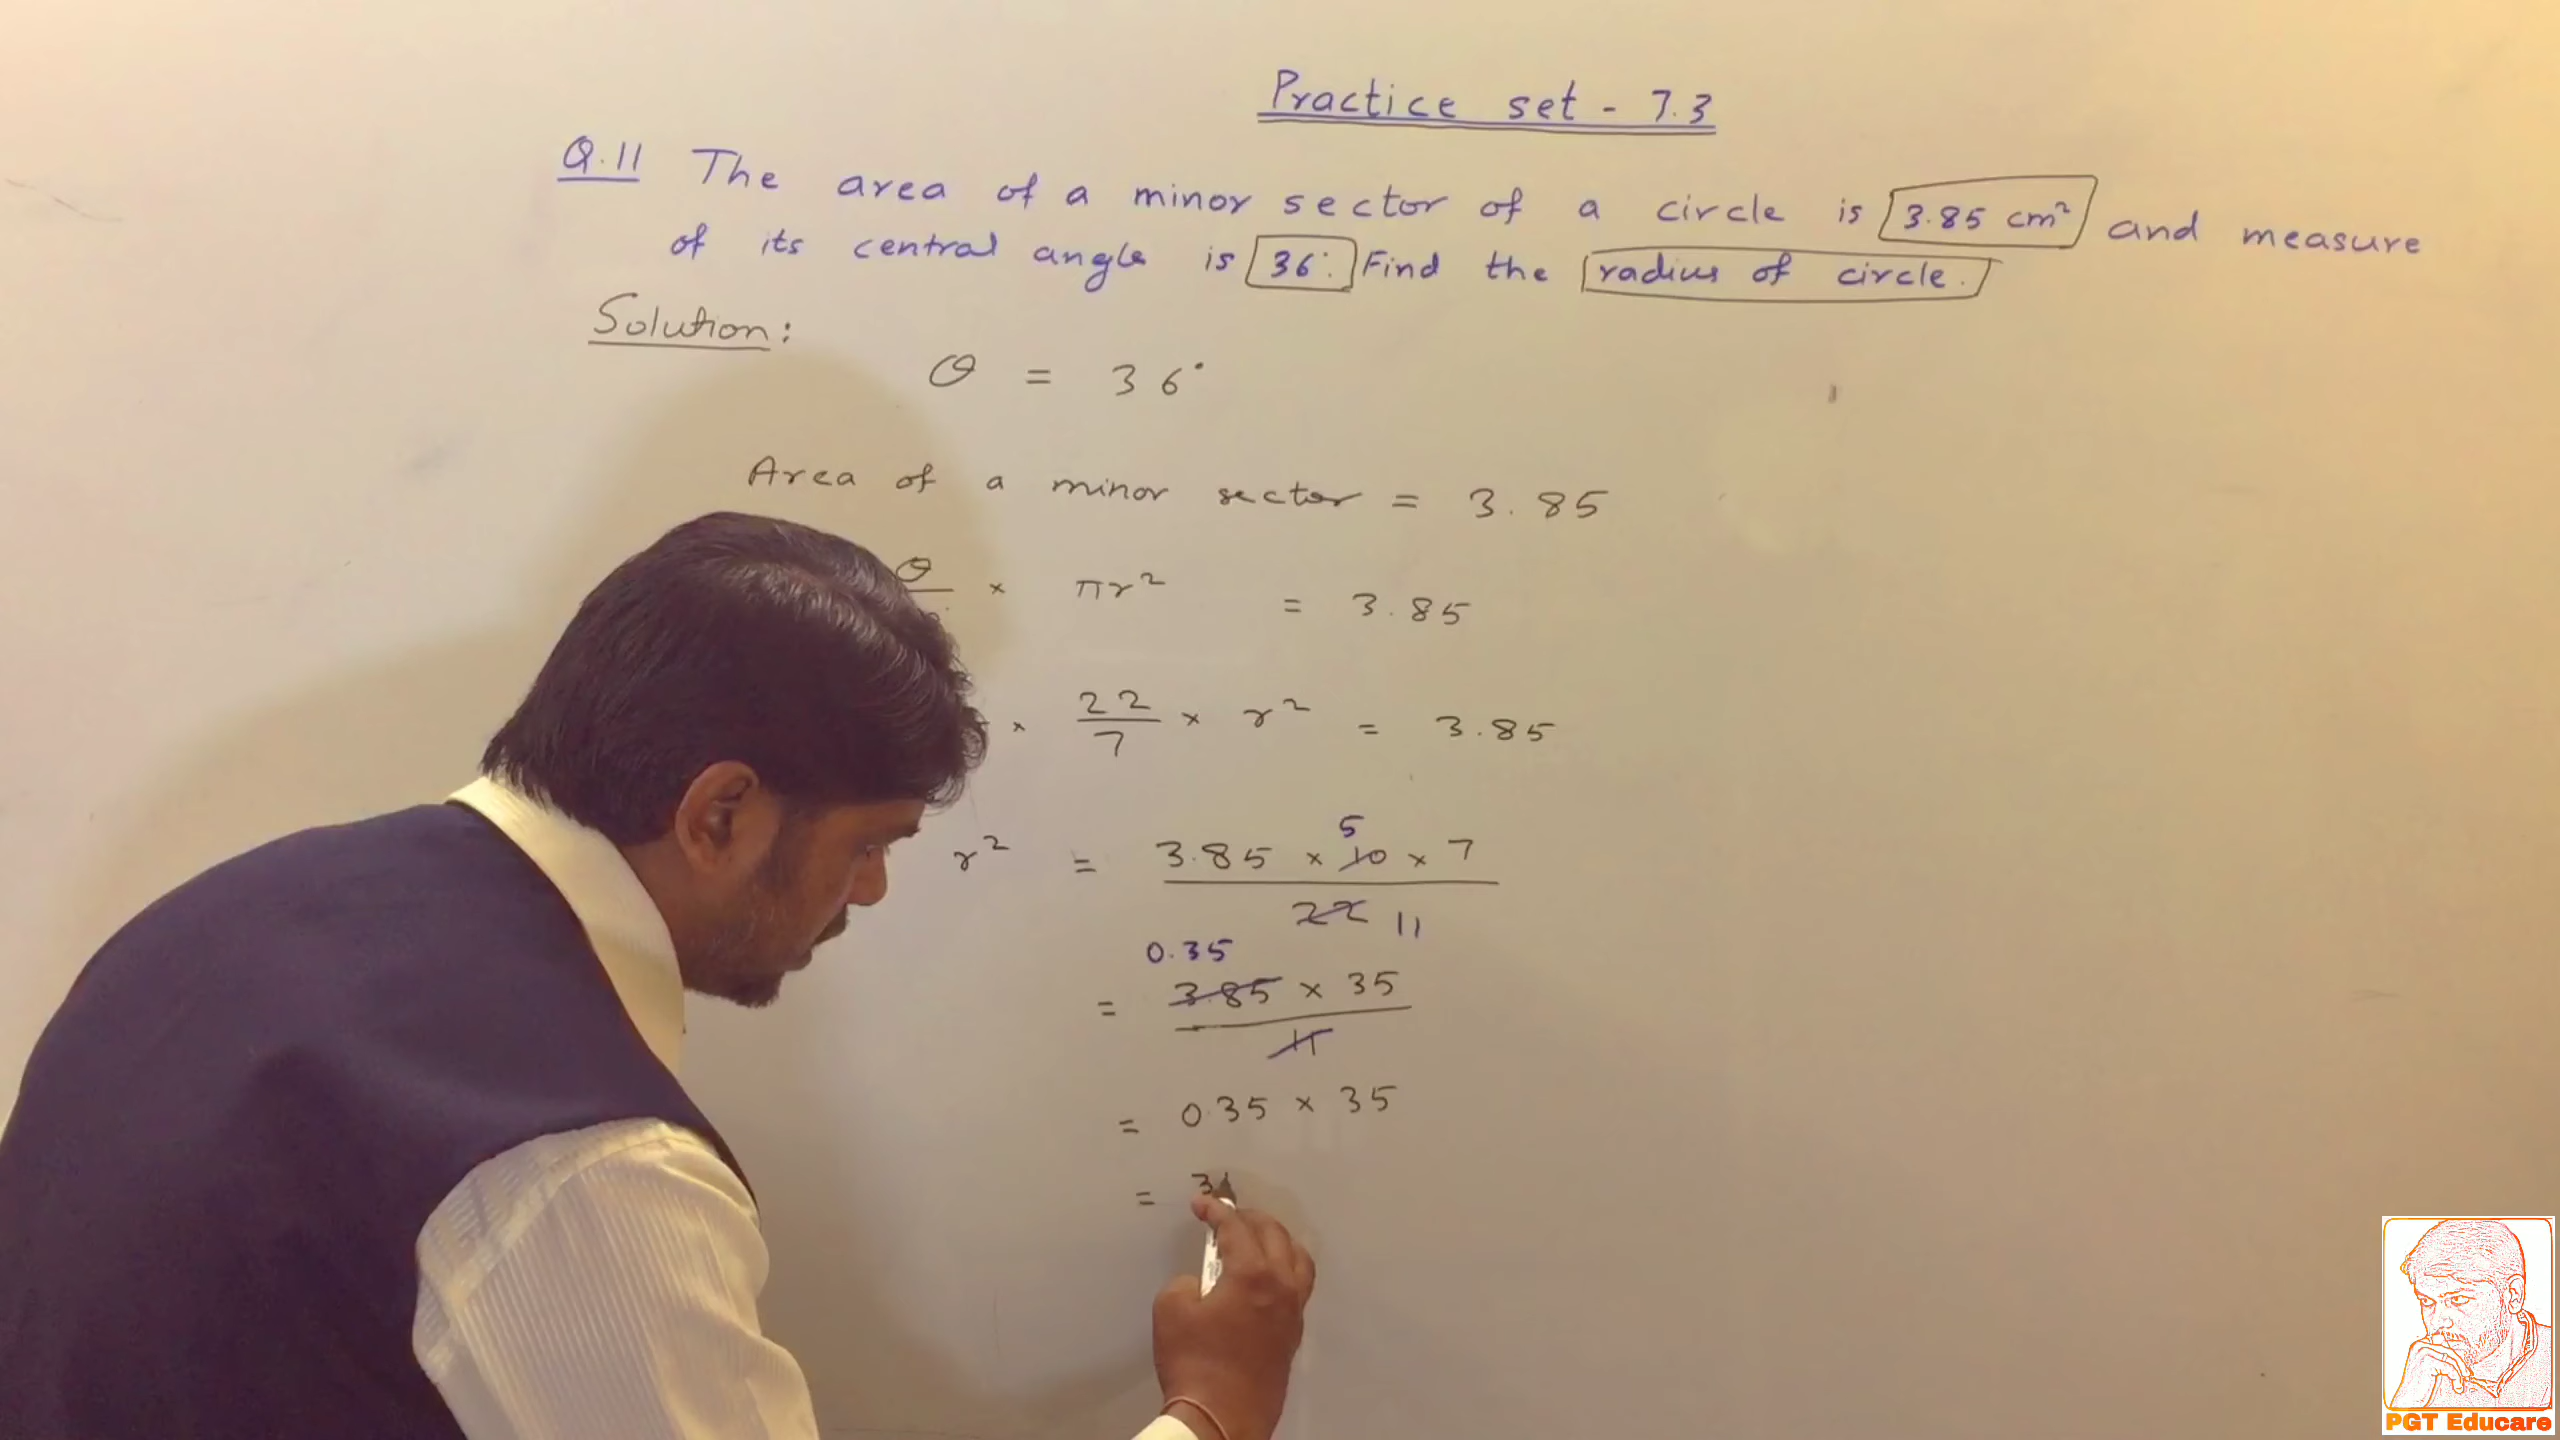 Practice set - 7.3
Q.11 The area of a minor sector of a circle is 3.85 cm² and measure
of its central angle is 36°. Find the radius of circle.
Solution:
θ = 36°
Area of a minor sector = 3.85
θ × πr² = 3.85
× 22/7 × r² = 3.85
5
r² = 3.85 × 10 × 7
22 11
0.35
= 3.85 × 35
11
= 0.35 × 35
= 3
PGT Educare